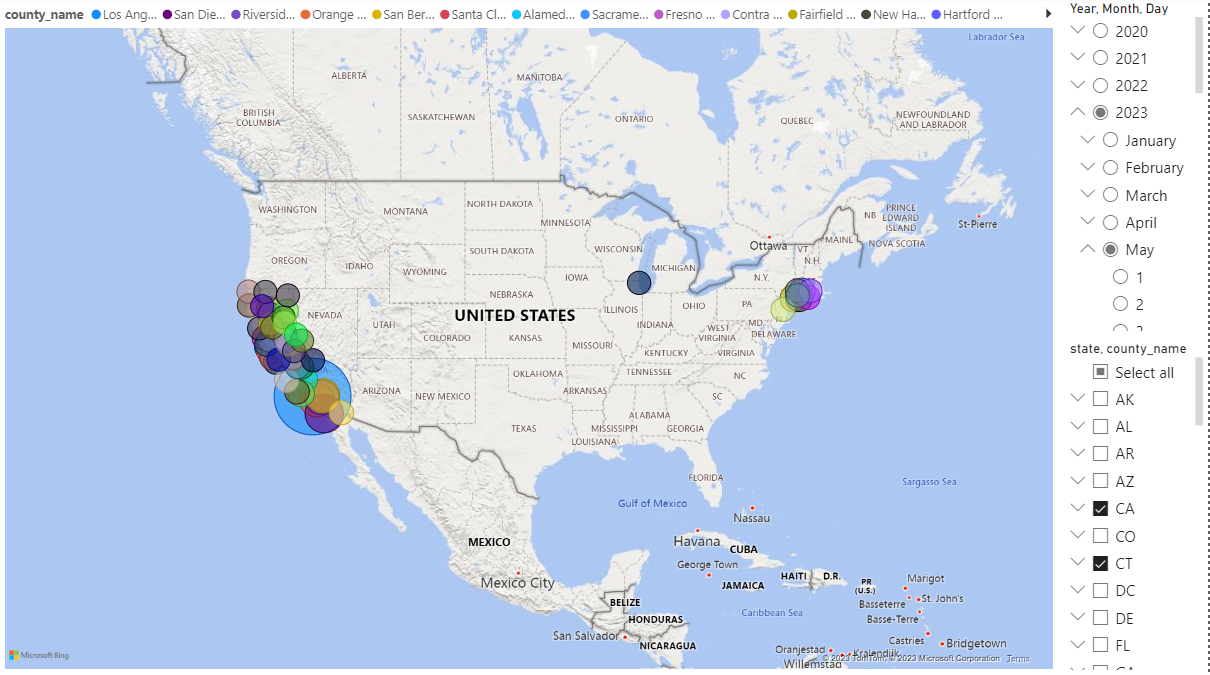 county_name Los Ang... San Die... Riversid... Orange ... San Ber... Santa Cl... Alamed... Sacrame... Fresno ... Contra ... Fairfield ... New Ha... Hartford ...
Labrador Sea
ALBERTA
MANITOBA
BRITISH
COLUMBIA
SASKATCHEWAN
ONTARIO
QUEBEC
NEWFOUNDLAND
AND LABRADOR
WASHINGTON
MONTANA
NORTH DAKOTA
MINNESOTA
NB
PRINCE
EDWARD
ISLAND
St-Pierre
Ottawa
MAINE
NOVA SCOTIA
OREGON
IDAHO
WYOMING
SOUTH DAKOTA
WISCONSIN
MICHIGAN
VT
N.H.
N.Y.
IOWA
NEBRASKA
NEVADA
UTAH
COLORADO
UNITED STATES
ILLINOIS
INDIANA
OHIO
PA
MD
DELAWARE
WEST
VIRGINIA
VIRGINIA
KANSAS
MISSOURI
KENTUCKY
ARIZONA
NEW MEXICO
OKLAHOMA
TENNESSEE
ARKANSAS
NC
SC
TEXAS
MISSISSIPPI
ALABAMA
GEORGIA
LOUISIANA
FLORIDA
Sargasso Sea
Gulf of Mexico
Nassau
MEXICO
Havana
CUBA
Mexico City
George Town
JAMAICA
HAITI
D.R.
PR
(U.S.)
Marigot
Basseterre
St. John's
Basse-Terre
BELIZE
HONDURAS
Caribbean Sea
San Salvador
NICARAGUA
Castries
Bridgetown
Oranjestad
Kralendijk
Willemstad
Microsoft Bing
© 2023 TomTom, © 2023 Microsoft Corporation Terms
Year, Month, Day
2020
2021
2022
2023
January
February
March
April
May
1
2
state, county_name
Select all
AK
AL
AR
AZ
CA
CO
CT
DC
DE
FL